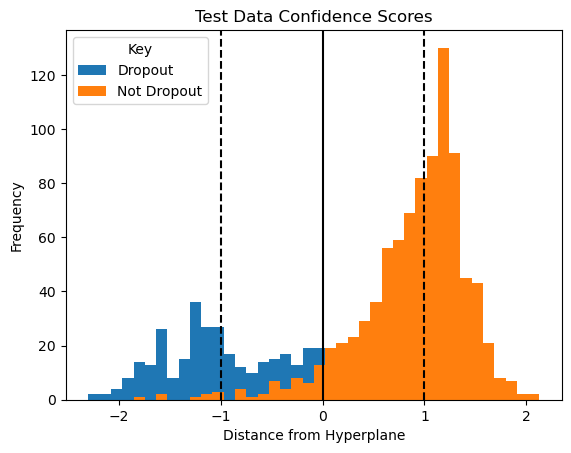 Test Data Confidence Scores
Key
Dropout
Not Dropout
Frequency
120
100
80
60
40
20
0
−2
−1
0
1
2
Distance from Hyperplane